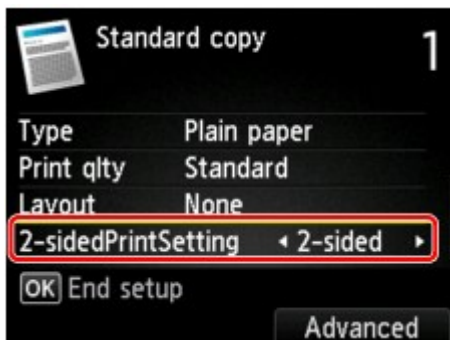 Standard copy 1
Type Plain paper
Print qlty Standard
Layout None
2-sidedPrintSetting 2-sided
OK End setup
Advanced